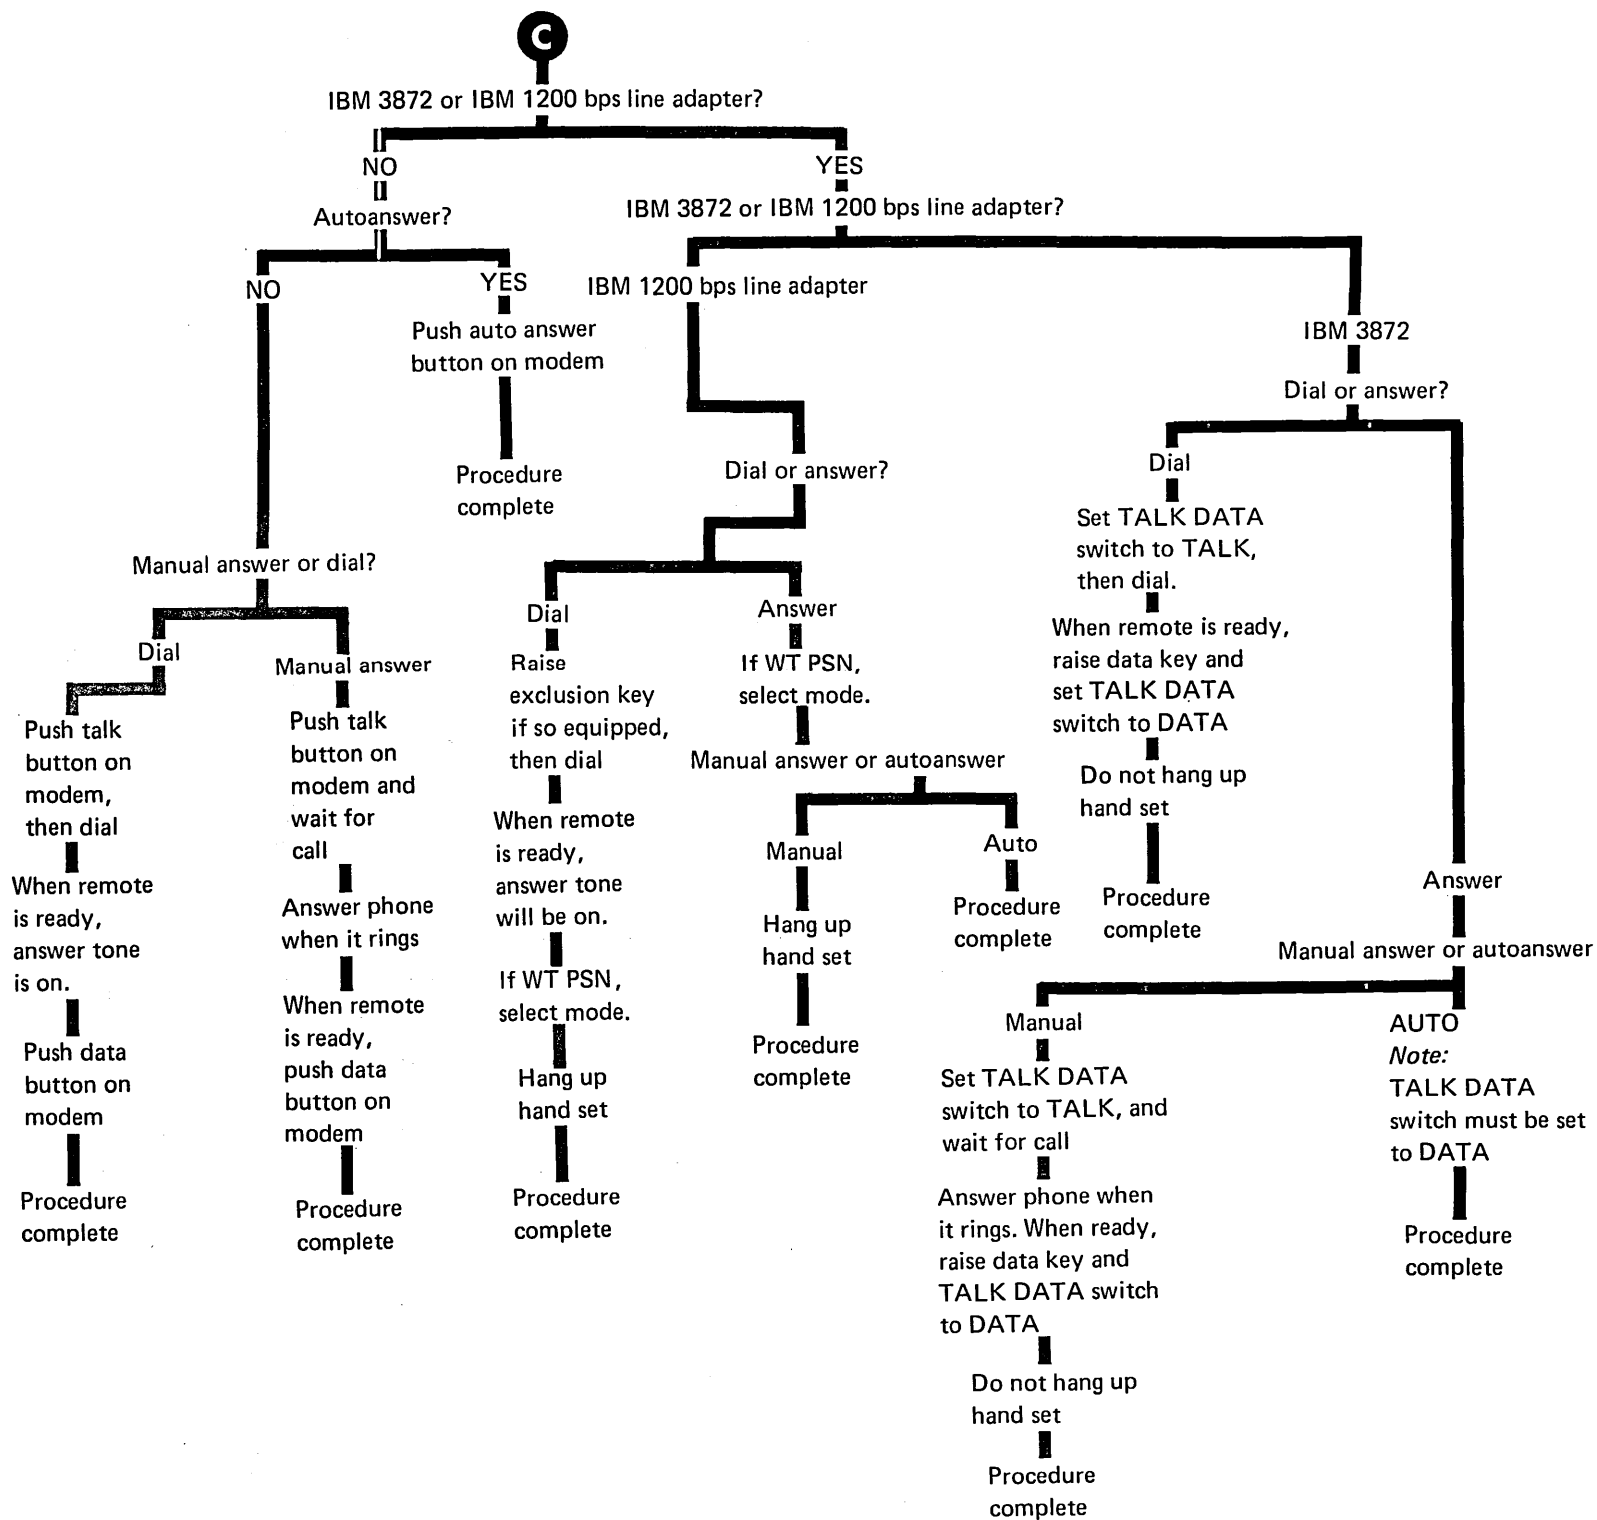 C
IBM 3872 or IBM 1200 bps line adapter?
NO
YES
Autoanswer?
IBM 3872 or IBM 1200 bps line adapter?
NO
YES
Push auto answer
button on modem
Procedure
complete
Manual answer or dial?
Dial
Push talk
button on
modem,
then dial
When remote
is ready,
answer tone
is on.
Push data
button on
modem
Procedure
complete
Manual answer
Push talk
button on
modem and
wait for
call
Answer phone
when it rings
When remote
is ready,
push data
button on
modem
Procedure
complete
IBM 1200 bps line adapter
Dial or answer?
Dial
Raise
exclusion key
if so equipped,
then dial
When remote
is ready,
answer tone
will be on.
If WT PSN,
select mode.
Hang up
hand set
Procedure
complete
Answer
If WT PSN,
select mode.
Manual answer or autoanswer
Manual
Hang up
hand set
Procedure
complete
Auto
Procedure
complete
IBM 3872
Dial or answer?
Dial
Set TALK DATA
switch to TALK,
then dial.
When remote is ready,
raise data key and
set TALK DATA
switch to DATA
Do not hang up
hand set
Procedure
complete
Answer
Manual answer or autoanswer
Manual
Set TALK DATA
switch to TALK, and
wait for call
Answer phone when
it rings. When ready,
raise data key and
TALK DATA switch
to DATA
Do not hang up
hand set
Procedure
complete
AUTO
Note:
TALK DATA
switch must be set
to DATA
Procedure
complete